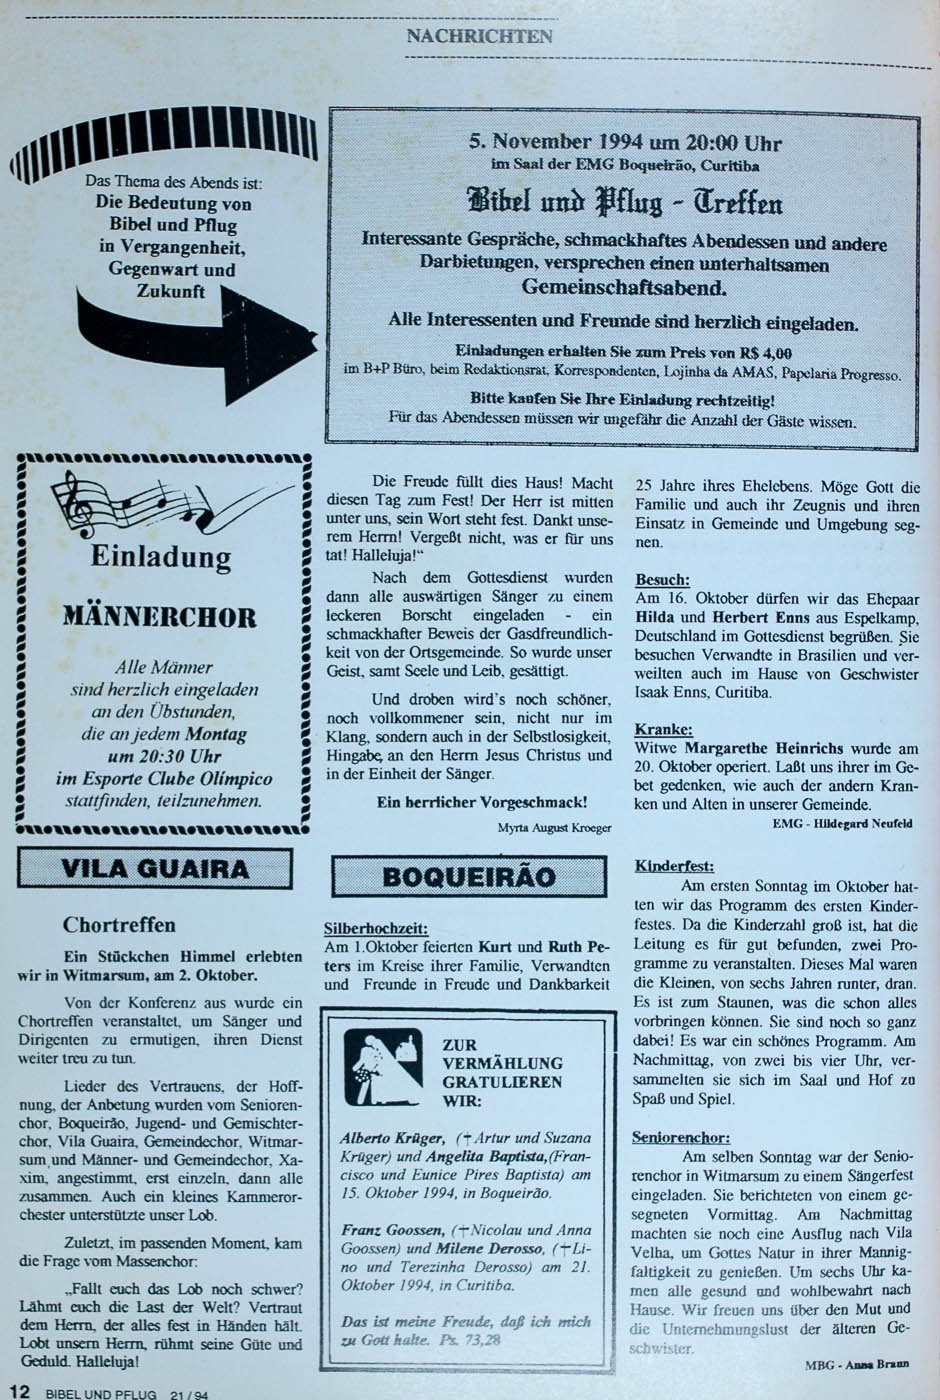 NACHRICHTEN
Das Thema des Abends ist:
Die Bedeutung von
Bibel und Pflug
in Vergangenheit,
Gegenwart und
Zukunft
5. November 1994 um 20:00 Uhr
im Saal der EMG Boqueirão, Curitiba
Bibel und Pflug - Treffen
Interessante Gespräche, schmackhaftes Abendessen und andere
Darbietungen, versprechen einen unterhaltsamen
Gemeinschaftsabend.
Alle Interessenten und Freunde sind herzlich eingeladen.
Einladungen erhalten Sie zum Preis von R$ 4,00
im B+P Büro, beim Redaktionsrat, Korrespondenten, Lojinha da AMAS, Papelaria Progresso.
Bitte kaufen Sie Ihre Einladung rechtzeitig!
Für das Abendessen müssen wir ungefähr die Anzahl der Gäste wissen.
Einladung
MÄNNERCHOR
Alle Männer
sind herzlich eingeladen
an den Übstunden,
die an jedem Montag
um 20:30 Uhr
im Esporte Clube Olímpico
stattfinden, teilzunehmen.
VILA GUAIRA
Chortreffen
Ein Stückchen Himmel erlebten
wir in Witmarsum, am 2. Oktober.
Von der Konferenz aus wurde ein
Chortreffen veranstaltet, um Sänger und
Dirigenten zu ermutigen, ihren Dienst
weiter treu zu tun.
Lieder des Vertrauens, der Hoff-
nung, der Anbetung wurden vom Senioren-
chor, Boqueirão, Jugend- und Gemischter-
chor, Vila Guaira, Gemeindechor, Witmar-
sum und Männer- und Gemeindechor, Xa-
xim, angestimmt, erst einzeln, dann alle
zusammen. Auch ein kleines Kammeror-
chester unterstützte unser Lob.
Zuletzt, im passenden Moment, kam
die Frage vom Massenchor:
„Fallt euch das Lob noch schwer?
Lähmt euch die Last der Welt? Vertraut
dem Herrn, der alles fest in Händen hält.
Lobt unsern Herrn, rühmt seine Güte und
Geduld. Halleluja!
Die Freude füllt dies Haus! Macht
diesen Tag zum Fest! Der Herr ist mitten
unter uns, sein Wort steht fest. Dankt unse-
rem Herrn! Vergeßt nicht, was er für uns
tat! Halleluja!“
Nach dem Gottesdienst wurden
dann alle auswärtigen Sänger zu einem
leckeren Borscht eingeladen - ein
schmackhafter Beweis der Gasdfreundlich-
keit von der Ortsgemeinde. So wurde unser
Geist, samt Seele und Leib, gesättigt.
Und droben wird's noch schöner,
noch vollkommener sein, nicht nur im
Klang, sondern auch in der Selbstlosigkeit,
Hingabe, an den Herrn Jesus Christus und
in der Einheit der Sänger.
Ein herrlicher Vorgeschmack!
Myrta August Kroeger
BOQUEIRÃO
Silberhochzeit:
Am 1.Oktober feierten Kurt und Ruth Pe-
ters im Kreise ihrer Familie, Verwandten
und Freunde in Freude und Dankbarkeit
ZUR
VERMÄHLUNG
GRATULIEREN
WIR:
Alberto Krüger, (†Artur und Suzana
Krüger) und Angelita Baptista,(Fran-
cisco und Eunice Pires Baptista) am
15. Oktober 1994, in Boqueirão.
Franz Goossen, (†Nicolau und Anna
Goossen) und Milene Derosso, (†Li-
no und Terezinha Derosso) am 21.
Oktober 1994, in Curitiba.
Das ist meine Freude, daß ich mich
zu Gott halte. Ps. 73,28
25 Jahre ihres Ehelebens. Möge Gott die
Familie und auch ihr Zeugnis und ihren
Einsatz in Gemeinde und Umgebung seg-
nen.
Besuch:
Am 16. Oktober dürfen wir das Ehepaar
Hilda und Herbert Enns aus Espelkamp,
Deutschland im Gottesdienst begrüßen. Sie
besuchen Verwandte in Brasilien und ver-
weilten auch im Hause von Geschwister
Isaak Enns, Curitiba.
Kranke:
Witwe Margarethe Heinrichs wurde am
20. Oktober operiert. Laßt uns ihrer im Ge-
bet gedenken, wie auch der andern Kran-
ken und Alten in unserer Gemeinde.
EMG - Hildegard Neufeld
Kinderfest:
Am ersten Sonntag im Oktober hat-
ten wir das Programm des ersten Kinder-
festes. Da die Kinderzahl groß ist, hat die
Leitung es für gut befunden, zwei Pro-
gramme zu veranstalten. Dieses Mal waren
die Kleinen, von sechs Jahren runter, dran.
Es ist zum Staunen, was die schon alles
vorbringen können. Sie sind noch so ganz
dabei! Es war ein schönes Programm. Am
Nachmittag, von zwei bis vier Uhr, ver-
sammelten sie sich im Saal und Hof zu
Spaß und Spiel.
Seniorenchor:
Am selben Sonntag war der Senio-
renchor in Witmarsum zu einem Sängerfest
eingeladen. Sie berichteten von einem ge-
segneten Vormittag. Am Nachmittag
machten sie noch eine Ausflug nach Vila
Velha, um Gottes Natur in ihrer Mannig-
faltigkeit zu genießen. Um sechs Uhr ka-
men alle gesund und wohlbewahrt nach
Hause. Wir freuen uns über den Mut und
die Unternehmungslust der älteren Ge-
schwister.
MBG - Anna Braun
12 BIBEL UND PFLUG 21/94